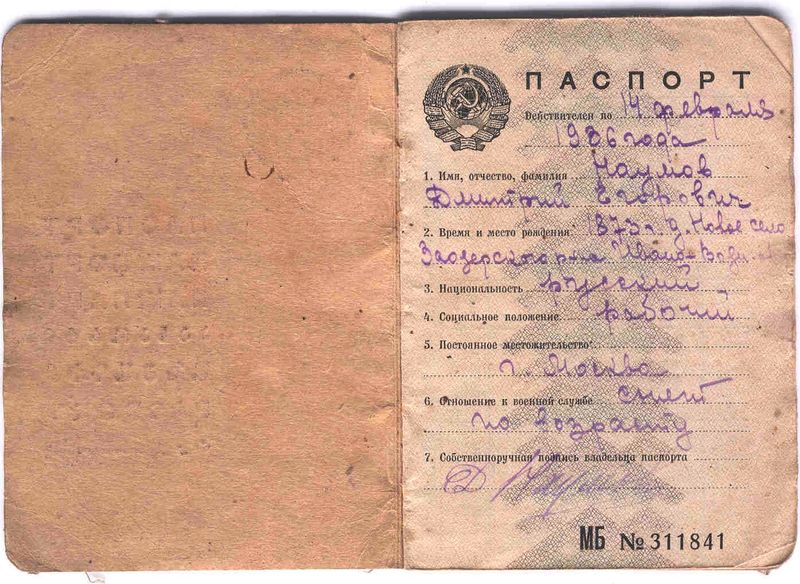 ПАСПОРТ
Действителен по 14 февраля
1936 года
1. Имя, отчество, фамилия Наумов
Дмитрий Егорович
2. Время и место рождения: 1873 г. д. Новое село
Заозерского р-на Ивано-
3. Национальность русский
4. Социальное положение рабочий
5. Постоянное местожительство
г. Москва
6. Отношение к военной службе снят
по возрасту
7. Собственноручная подпись владельца паспорта
Д Наумов
МБ № 311841